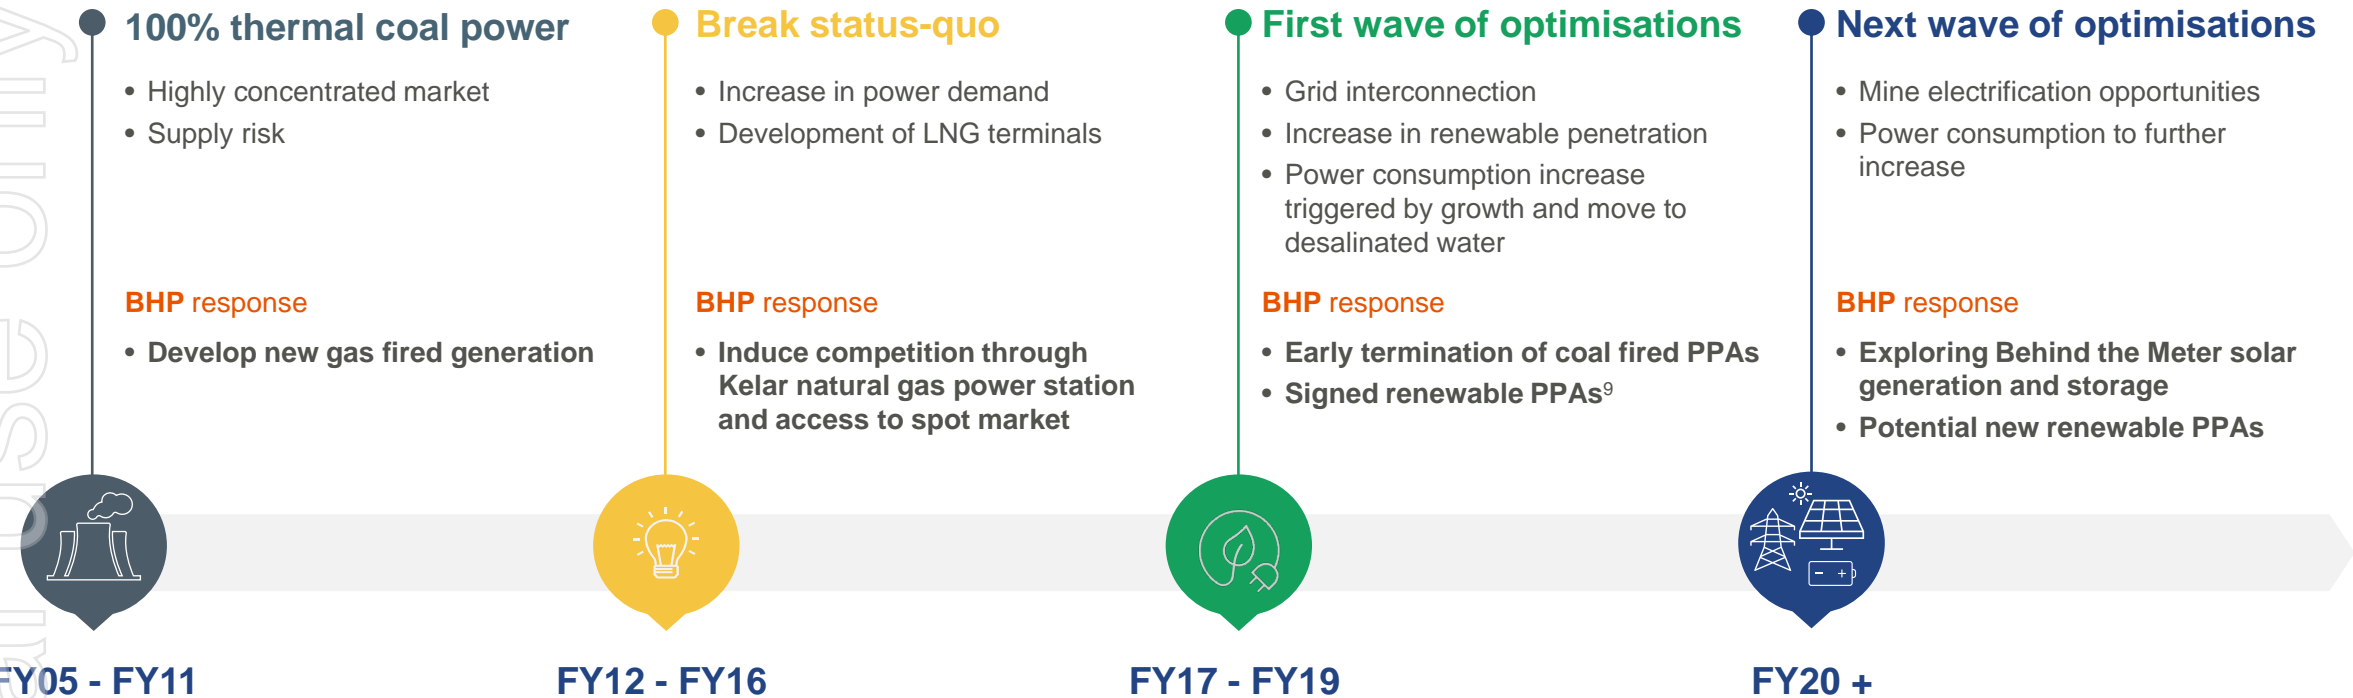 100% thermal coal power
• Highly concentrated market
• Supply risk
BHP response
• Develop new gas fired generation
FY05 - FY11
Break status-quo
• Increase in power demand
• Development of LNG terminals
BHP response
• Induce competition through
Kelar natural gas power station
and access to spot market
FY12 - FY16
First wave of optimisations
• Grid interconnection
• Increase in renewable penetration
• Power consumption increase
triggered by growth and move to
desalinated water
BHP response
• Early termination of coal fired PPAs
• Signed renewable PPAs⁹
FY17 - FY19
Next wave of optimisations
• Mine electrification opportunities
• Power consumption to further
increase
BHP response
• Exploring Behind the Meter solar
generation and storage
• Potential new renewable PPAs
FY20 +
use only